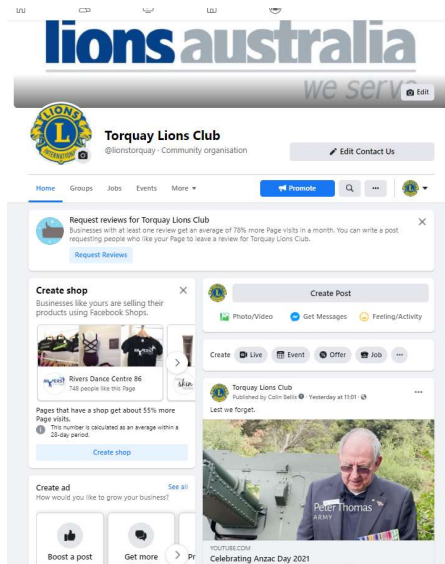 lions australia
we serve
Edit
LIONS
L
INTERNATIONAL
Torquay Lions Club
@lionstorquay · Community organisation
Edit Contact Us
Home Groups Jobs Events More
Promote
Request reviews for Torquay Lions Club
Businesses with at least one review get an average of 78% more Page visits in a month. You can write a post
requesting people who like your Page to leave a review for Torquay Lions Club.
Request Reviews
Create shop
Businesses like yours are selling their
products using Facebook Shops.
Rivers Dance Centre 86
748 people like this Page
skin
Pages that have a shop get about 55% more
Page visits.
This number is calculated as an average within a
28-day period.
Create shop
Create ad
See all
How would you like to grow your business?
Boost a post
Get more
Pr
Create Post
Photo/Video
Get Messages
Feeling/Activity
Create
Live
Event
Offer
Job
Torquay Lions Club
Published by Colin Bellis · Yesterday at 11:01
Lest we forget.
Peter Thomas
ARMY
YOUTUBE.COM
Celebrating Anzac Day 2021